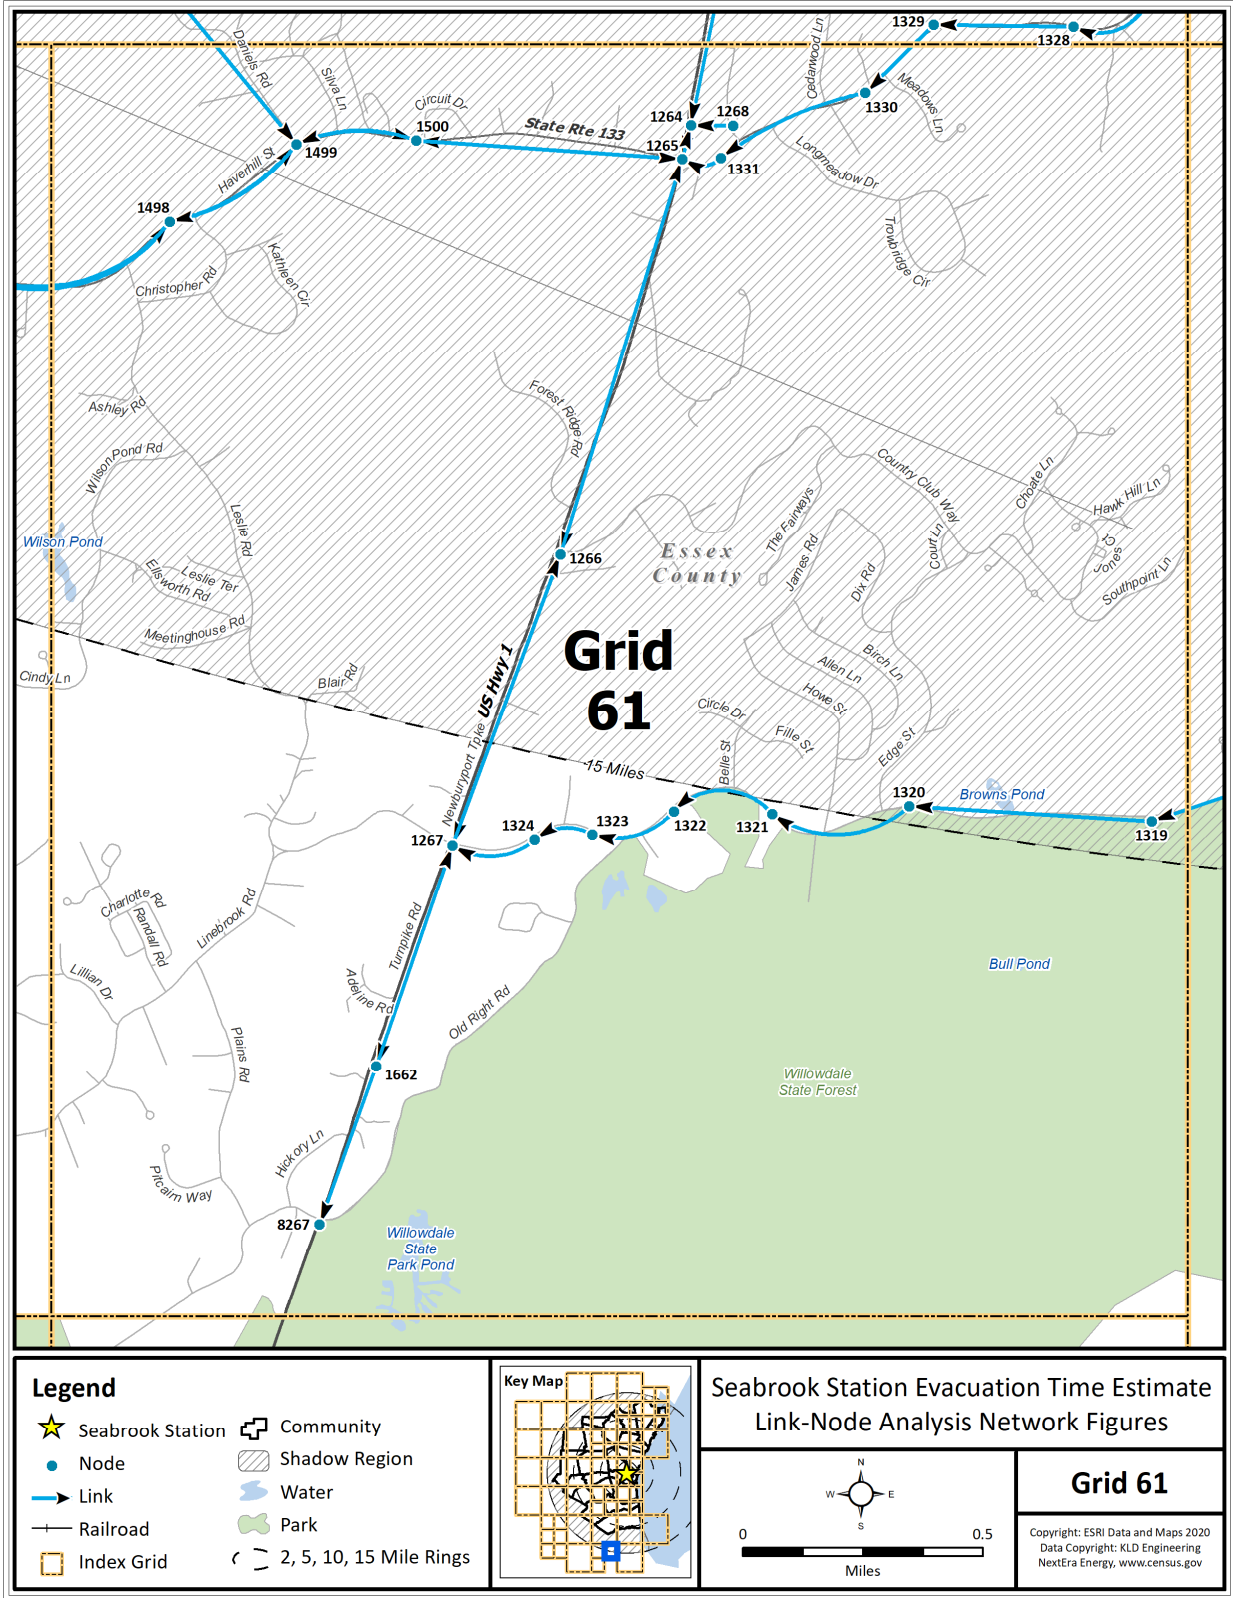 1329
1328
Daniels Rd
Silva Ln
Cedarwood Ln
Circuit Dr
Meadows Ln
1330
1264
1268
1500
State Rte 133
1265
1499
1331
Haverhill St
Longmeadow Dr
1498
Trowbridge Cir
Kathleen Cir
Christopher Rd
Forest Ridge Rd
Ashley Rd
Wilson Pond Rd
Country Club Way
Choate Ln
Hawk Hill Ln
The Fairways
Leslie Rd
Court Ln
Wilson Pond
James Rd
Jones Ct
1266
Essex
County
Leslie Ter
Ellsworth Rd
Dix Rd
Southpoint Ln
Meetinghouse Rd
Grid
61
Cindy Ln
Blair Rd
US Hwy 1
Allen Ln
Birch Ln
Howe St
Circle Dr
Fille St
Edge St
Belle St
Newburyport Tpke
15 Miles
1320
Browns Pond
1324
1323
1322
1321
1319
1267
Charlotte Rd
Randall Rd
Linebrook Rd
Turnpike Rd
Lillian Dr
Adeline Rd
Bull Pond
Old Right Rd
Plains Rd
1662
Willowdale
State Forest
Hickory Ln
Pitcairn Way
8267
Willowdale
State
Park Pond
Legend
Seabrook Station
Node
Link
Railroad
Index Grid
Community
Shadow Region
Water
Park
2, 5, 10, 15 Mile Rings
Key Map
Seabrook Station Evacuation Time Estimate
Link-Node Analysis Network Figures
N
W E
S
0 0.5
Miles
Grid 61
Copyright: ESRI Data and Maps 2020
Data Copyright: KLD Engineering
NextEra Energy, www.census.gov